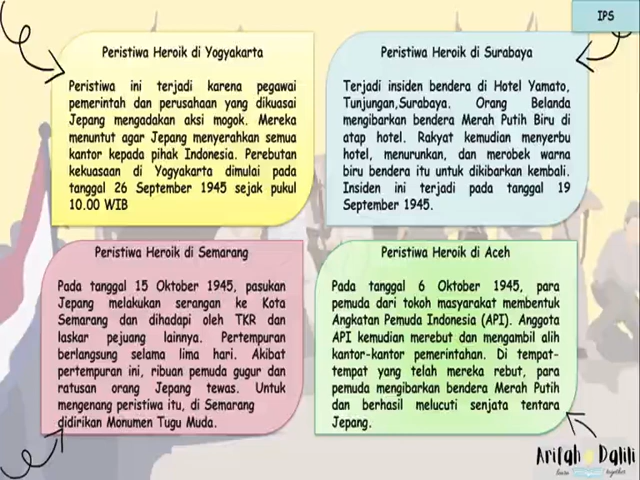 IPS
Peristiwa Heroik di Yogyakarta
Peristiwa ini terjadi karena pegawai
pemerintah dan perusahaan yang dikuasai
Jepang mengadakan aksi mogok. Mereka
menuntut agar Jepang menyerahkan semua
kantor kepada pihak Indonesia. Perebutan
kekuasaan di Yogyakarta dimulai pada
tanggal 26 September 1945 sejak pukul
10.00 WIB
Peristiwa Heroik di Surabaya
Terjadi insiden bendera di Hotel Yamato,
Tunjungan,Surabaya. Orang Belanda
mengibarkan bendera Merah Putih Biru di
atap hotel. Rakyat kemudian menyerbu
hotel, menurunkan, dan merobek warna
biru bendera itu untuk dikibarkan kembali.
Insiden ini terjadi pada tanggal 19
September 1945.
Peristiwa Heroik di Semarang
Pada tanggal 15 Oktober 1945, pasukan
Jepang melakukan serangan ke Kota
Semarang dan dihadapi oleh TKR dan
laskar pejuang lainnya. Pertempuran
berlangsung selama lima hari. Akibat
pertempuran ini, ribuan pemuda gugur dan
ratusan orang Jepang tewas. Untuk
mengenang peristiwa itu, di Semarang
didirikan Monumen Tugu Muda.
Peristiwa Heroik di Aceh
Pada tanggal 6 Oktober 1945, para
pemuda dari tokoh masyarakat membentuk
Angkatan Pemuda Indonesia (API). Anggota
API kemudian merebut dan mengambil alih
kantor-kantor pemerintahan. Di tempat-
tempat yang telah mereka rebut, para
pemuda mengibarkan bendera Merah Putih
dan berhasil melucuti senjata tentara
Jepang.
Arifah Dalili
together